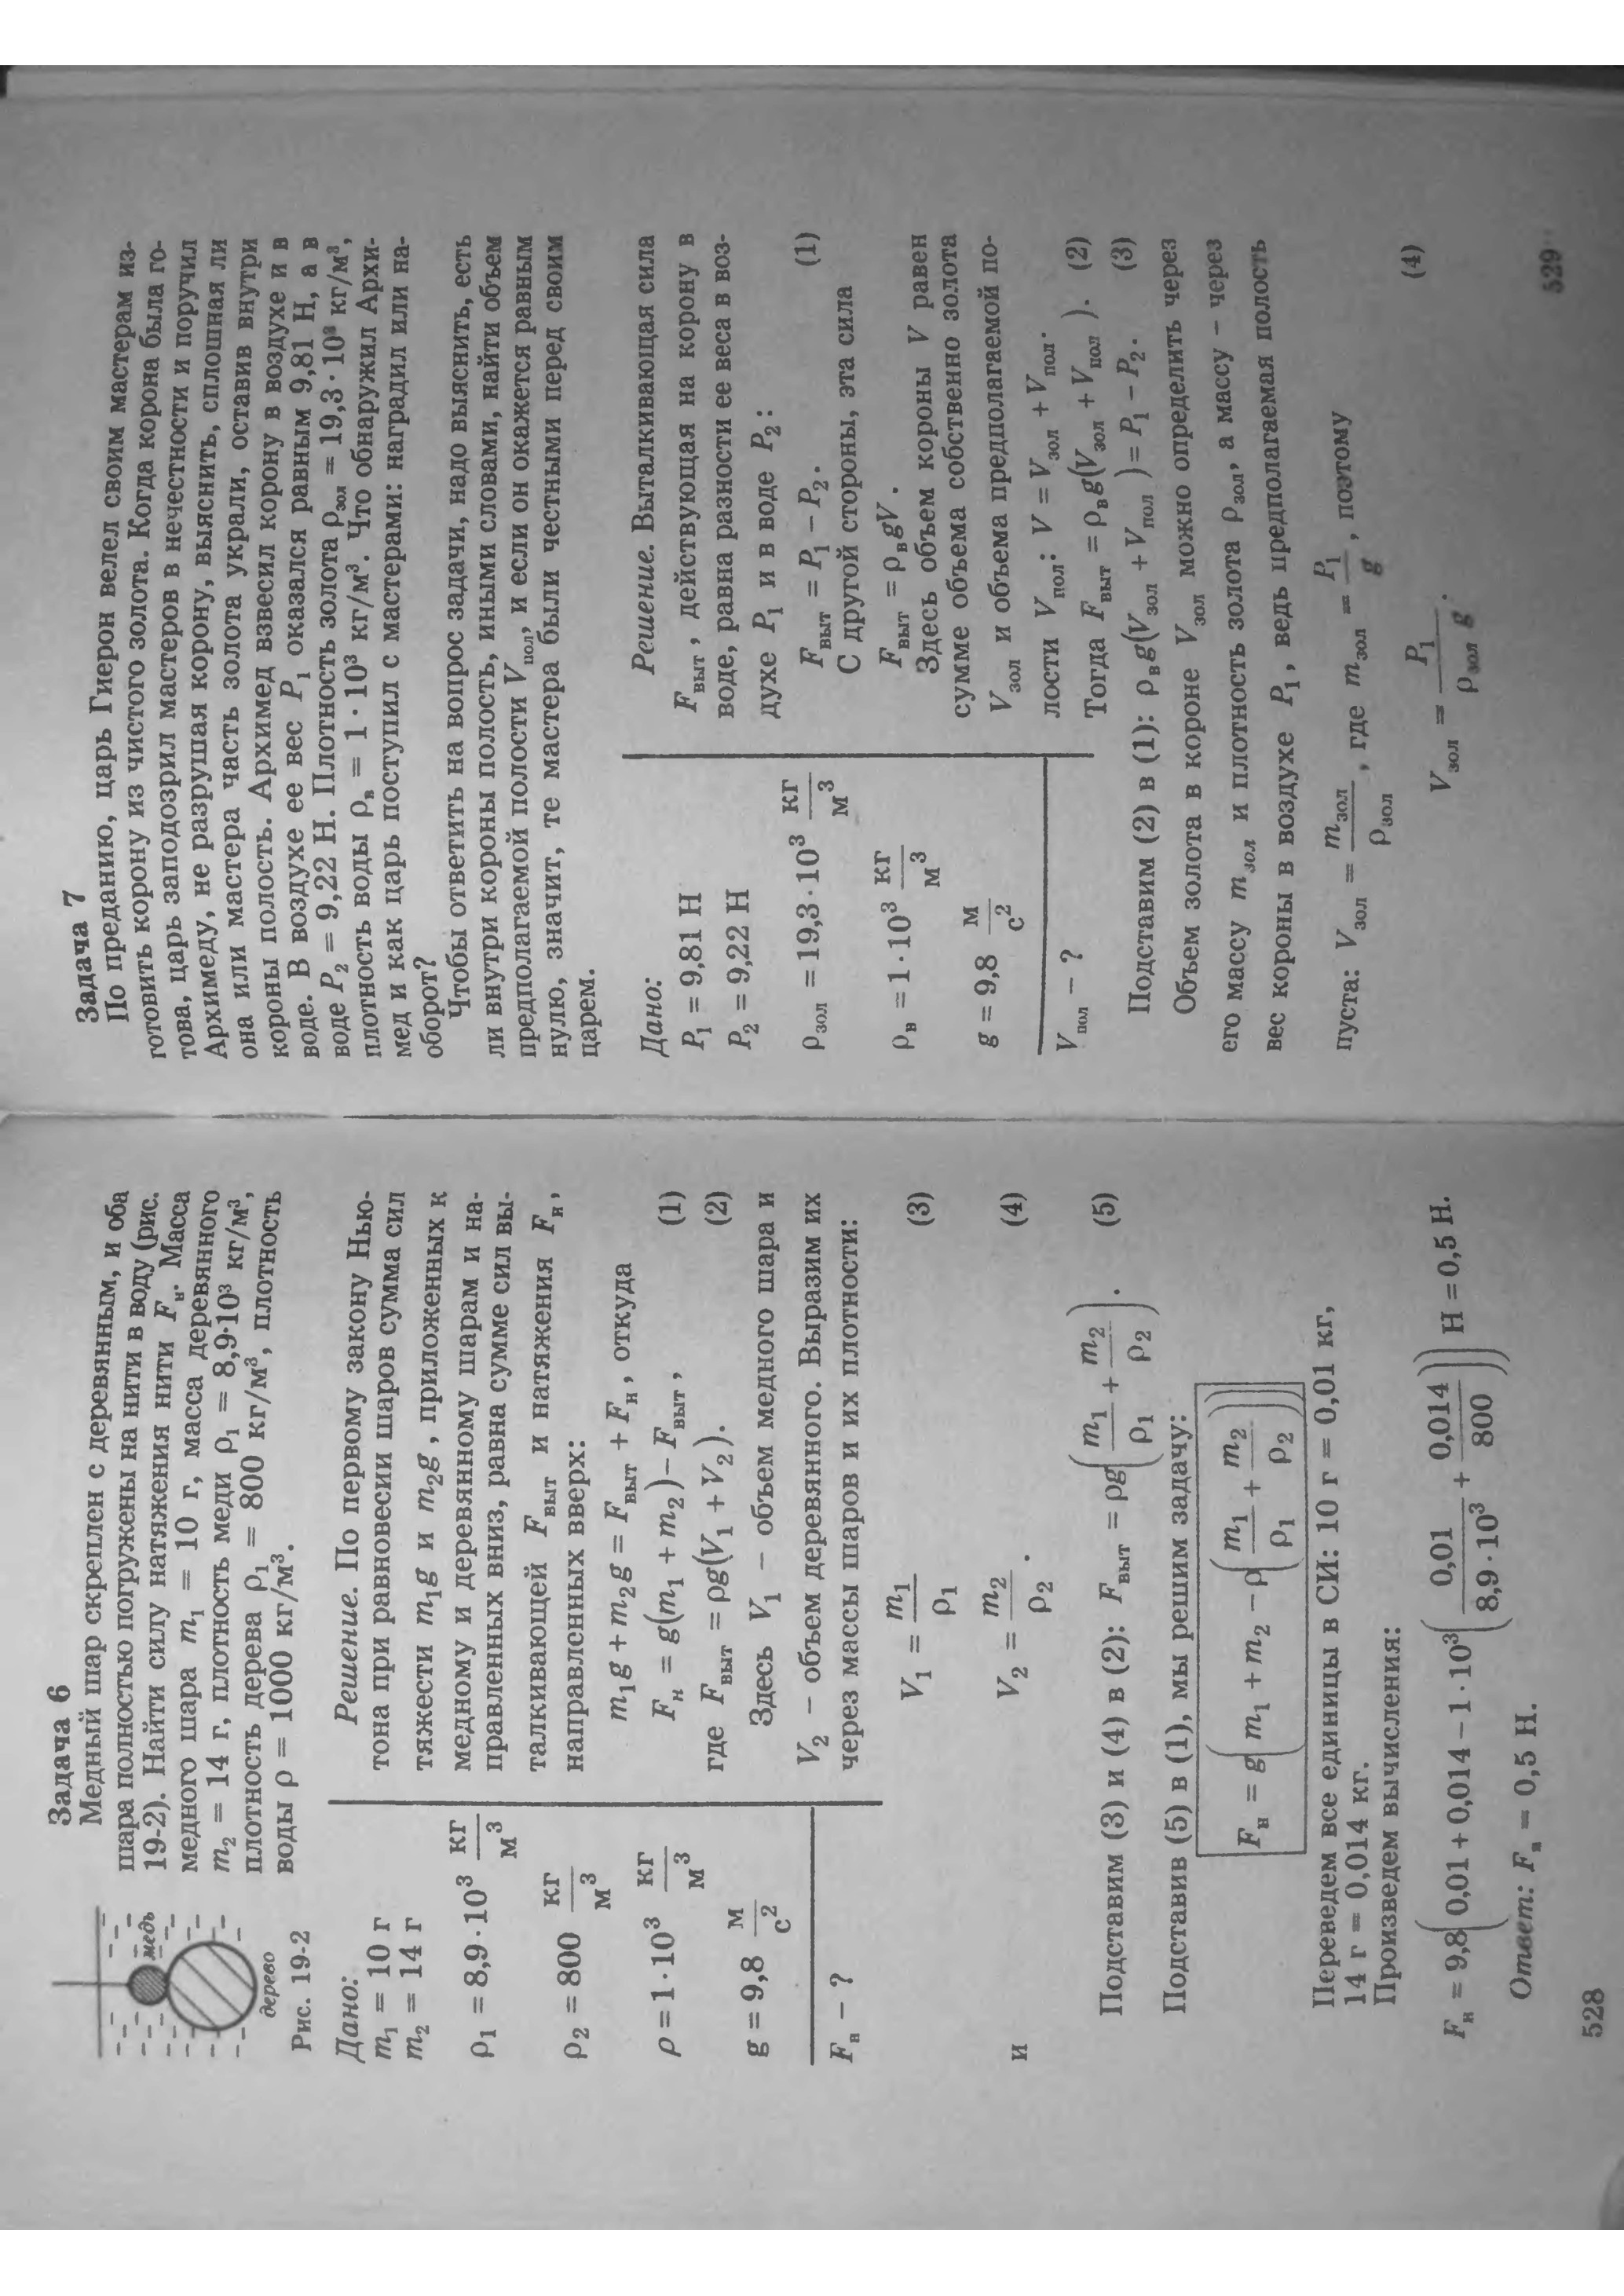 Задача 6
Медный шар скреплен с деревянным, и оба
шара полностью погружены на нити в воду (рис.
19-2). Найти силу натяжения нити Fн. Масса
медного шара m₁ = 10 г, масса деревянного
m₂ = 14 г, плотность меди ρ₁ = 8,9·10³ кг/м³,
плотность дерева ρ₁ = 800 кг/м³, плотность
воды ρ = 1000 кг/м³.
медь
дерево
Рис. 19-2
Дано:
m₁ = 10 г
m₂ = 14 г
ρ₁ = 8,9·10³ кг/м³
ρ₂ = 800 кг/м³
ρ = 1·10³ кг/м³
g = 9,8 м/с²
Fн – ?
Решение. По первому закону Нью-
тона при равновесии шаров сумма сил
тяжести m₁g и m₂g, приложенных к
медному и деревянному шарам и на-
правленных вниз, равна сумме сил вы-
талкивающей Fвыт и натяжения Fн,
направленных вверх:
m₁g + m₂g = Fвыт + Fн, откуда
Fн = g(m₁ + m₂) – Fвыт, (1)
где Fвыт = ρg(V₁ + V₂). (2)
Здесь V₁ – объем медного шара и
V₂ – объем деревянного. Выразим их
через массы шаров и их плотности:
V₁ = m₁/ρ₁ (3)
и V₂ = m₂/ρ₂. (4)
Подставим (3) и (4) в (2): Fвыт = ρg(m₁/ρ₁ + m₂/ρ₂). (5)
Подставив (5) в (1), мы решим задачу:
Fн = g(m₁ + m₂ – ρ(m₁/ρ₁ + m₂/ρ₂))
Переведем все единицы в СИ: 10 г = 0,01 кг,
14 г = 0,014 кг.
Произведем вычисления:
Fн = 9,8(0,01 + 0,014 – 1·10³(0,01/8,9·10³ + 0,014/800)) Н = 0,5 Н.
Ответ: Fн = 0,5 Н.
528
Задача 7
По преданию, царь Гиерон велел своим мастерам из-
готовить корону из чистого золота. Когда корона была го-
това, царь заподозрил мастеров в нечестности и поручил
Архимеду, не разрушая корону, выяснить, сплошная ли
она или мастера часть золота украли, оставив внутри
короны полость. Архимед взвесил корону в воздухе и в
воде. В воздухе ее вес P₁ оказался равным 9,81 Н, а в
воде P₂ = 9,22 Н. Плотность золота ρзол = 19,3·10³ кг/м³,
плотность воды ρв = 1·10³ кг/м³. Что обнаружил Архи-
мед и как царь поступил с мастерами: наградил или на-
оборот?
Чтобы ответить на вопрос задачи, надо выяснить, есть
ли внутри короны полость, иными словами, найти объем
предполагаемой полости Vпол, и если он окажется равным
нулю, значит, те мастера были честными перед своим
царем.
Дано:
P₁ = 9,81 Н
P₂ = 9,22 Н
ρзол = 19,3·10³ кг/м³
ρв = 1·10³ кг/м³
g = 9,8 м/с²
Vпол – ?
Решение. Выталкивающая сила
Fвыт, действующая на корону в
воде, равна разности ее веса в воз-
духе P₁ и в воде P₂:
Fвыт = P₁ – P₂. (1)
С другой стороны, эта сила
Fвыт = ρвgV.
Здесь объем короны V равен
сумме объема собственно золота
Vзол и объема предполагаемой по-
лости Vпол: V = Vзол + Vпол.
Тогда Fвыт = ρвg(Vзол + Vпол). (2)
Подставим (2) в (1): ρвg(Vзол + Vпол) = P₁ – P₂. (3)
Объем золота в короне Vзол можно определить через
его массу mзол и плотность золота ρзол, а массу – через
вес короны в воздухе P₁, ведь предполагаемая полость
пуста: Vзол = mзол/ρзол, где mзол = P₁/g, поэтому
Vзол = P₁/ρзол g. (4)
529